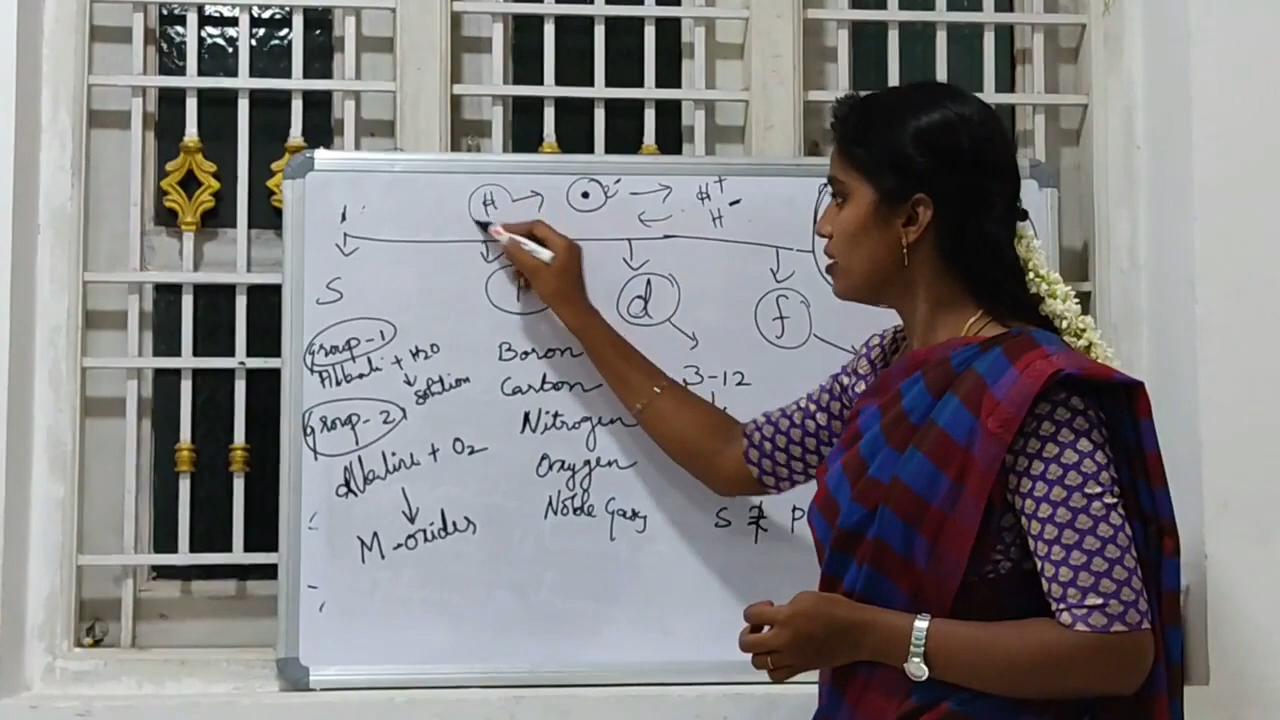 H → e⁻ → H⁺
← H⁻
S d f
Group-1
Alkali + H2O
↓ solution
Group-2
Alkaline + O2
↓
M-oxides
Boron
Carbon
Nitrogen
Oxygen
Noble Gas
3-12
S P